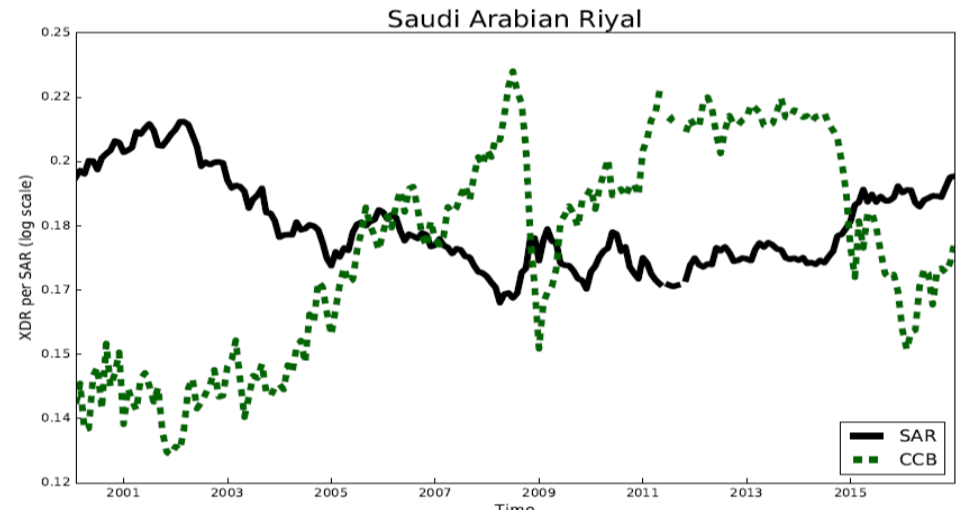 Saudi Arabian Riyal
XDR per SAR (log scale)
0.25
0.22
0.2
0.18
0.17
0.15
0.14
0.12
2001 2003 2005 2007 2009 2011 2013 2015
Time
SAR
CCB